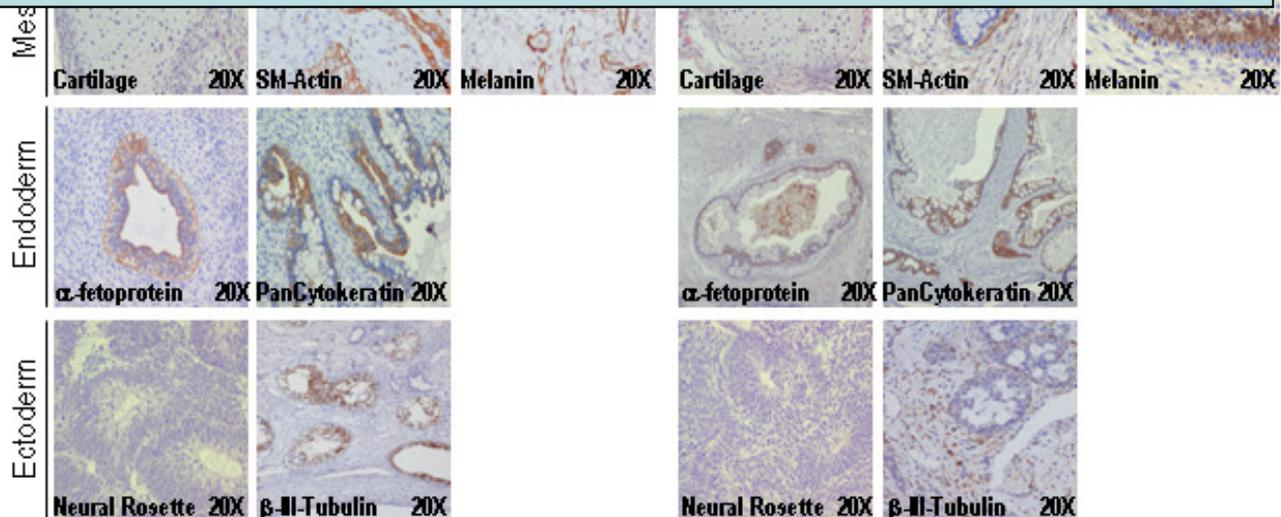 Mes
Cartilage 20X SM-Actin 20X Melanin 20X Cartilage 20X SM-Actin 20X Melanin 20X
Endoderm
α-fetoprotein 20X PanCytokeratin 20X α-fetoprotein 20X PanCytokeratin 20X
Ectoderm
Neural Rosette 20X β-III-Tubulin 20X Neural Rosette 20X β-III-Tubulin 20X